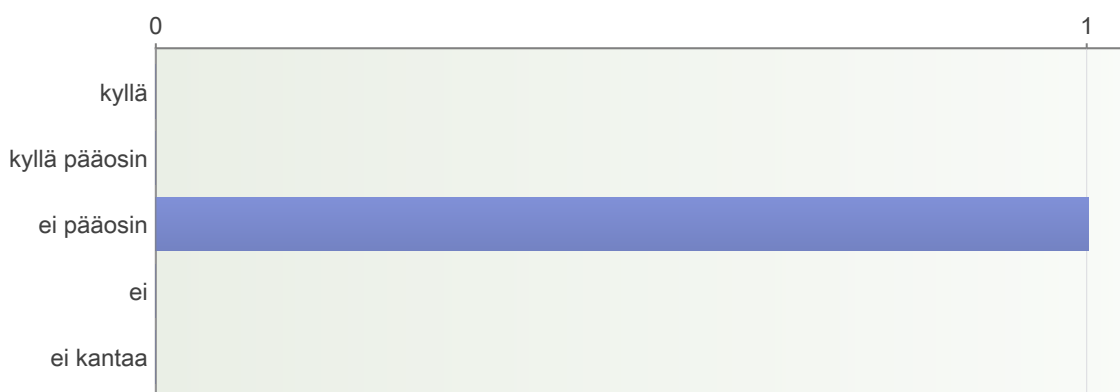 0 1
kyllä
kyllä pääosin
ei pääosin
ei
ei kantaa